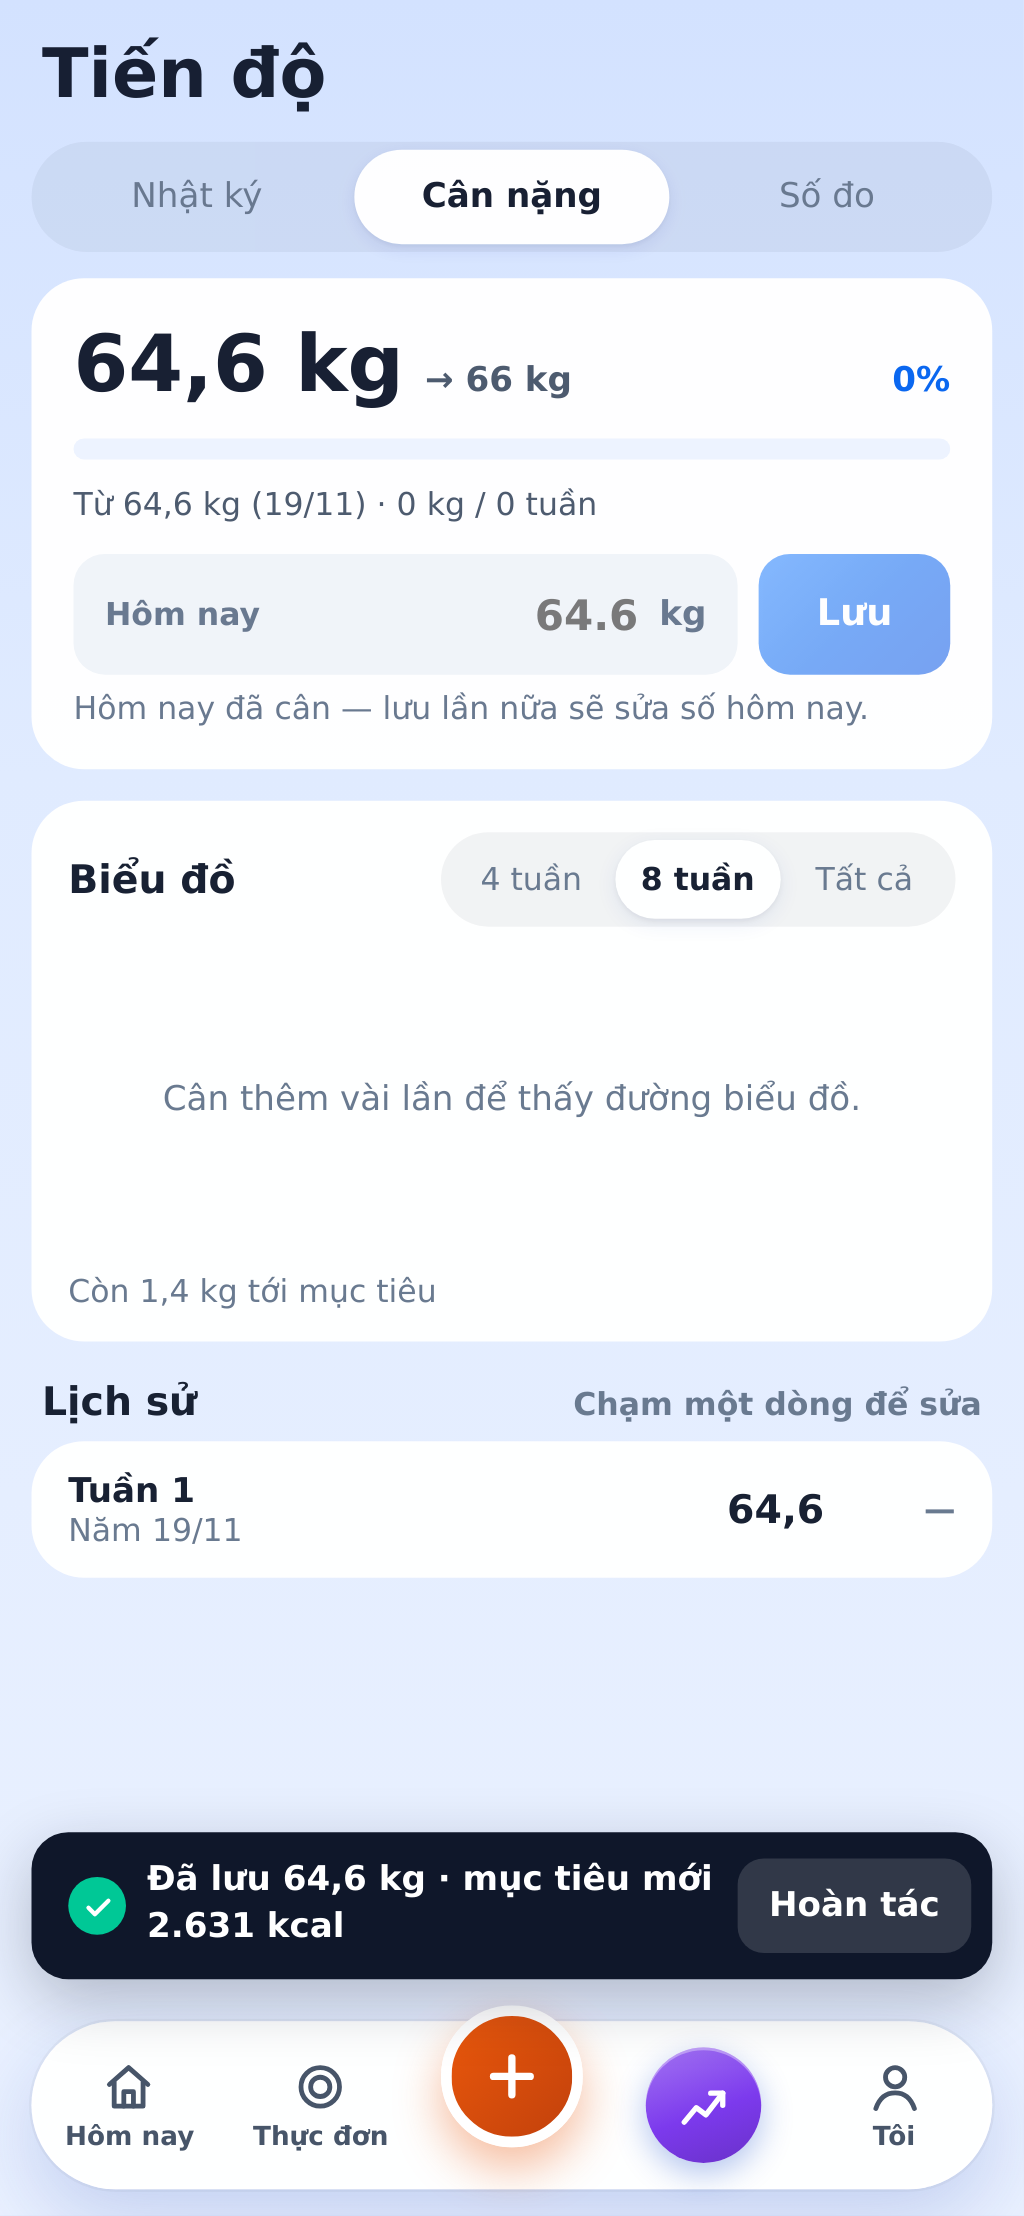 Tiến độ
Nhật ký
Cân nặng
Số đo
64,6 kg → 66 kg
0%
Từ 64,6 kg (19/11) · 0 kg / 0 tuần
Hôm nay
64.6 kg
Lưu
Hôm nay đã cân — lưu lần nữa sẽ sửa số hôm nay.
Biểu đồ
4 tuần
8 tuần
Tất cả
Cân thêm vài lần để thấy đường biểu đồ.
Còn 1,4 kg tới mục tiêu
Lịch sử
Chạm một dòng để sửa
Tuần 1
Năm 19/11
64,6
—
Đã lưu 64,6 kg · mục tiêu mới
2.631 kcal
Hoàn tác
Hôm nay
Thực đơn
Tôi